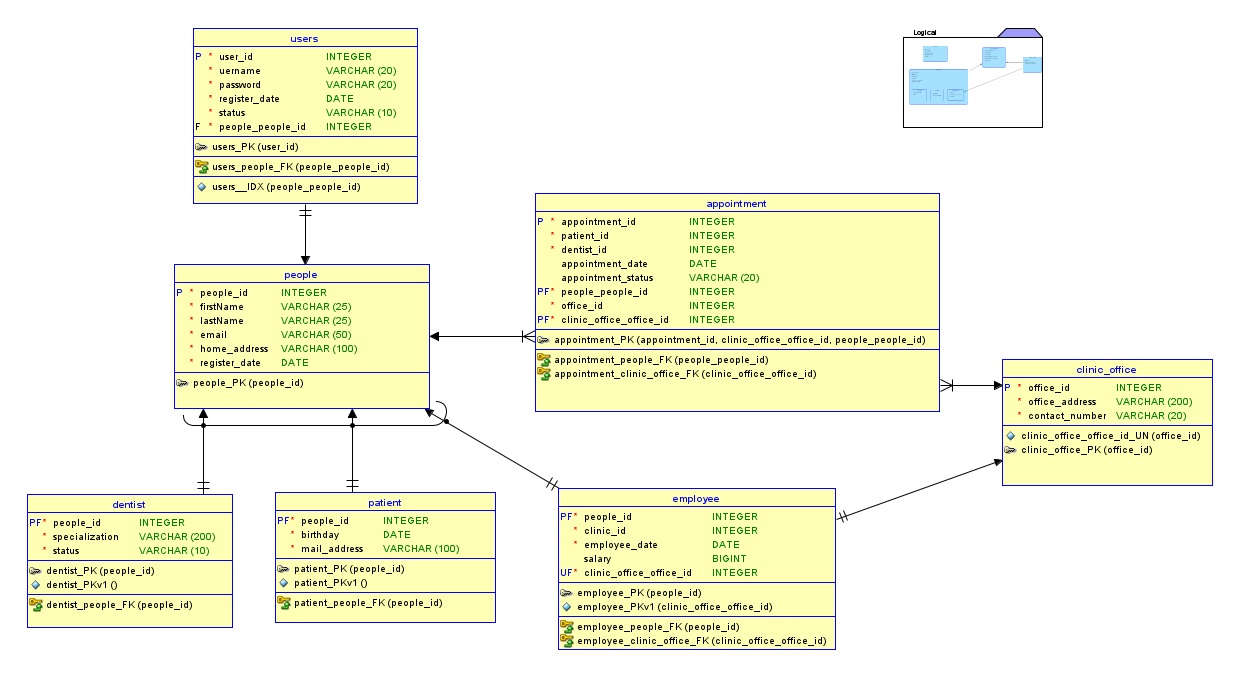 users
P * user_id INTEGER
* uername VARCHAR (20)
* password VARCHAR (20)
* register_date DATE
* status VARCHAR (10)
F * people_people_id INTEGER
users_PK (user_id)
users_people_FK (people_people_id)
users__IDX (people_people_id)
Logical
people
P * people_id INTEGER
* firstName VARCHAR (25)
* lastName VARCHAR (25)
* email VARCHAR (50)
* home_address VARCHAR (100)
* register_date DATE
people_PK (people_id)
appointment
P * appointment_id INTEGER
* patient_id INTEGER
* dentist_id INTEGER
appointment_date DATE
appointment_status VARCHAR (20)
PF* people_people_id INTEGER
* office_id INTEGER
PF* clinic_office_office_id INTEGER
appointment_PK (appointment_id, clinic_office_office_id, people_people_id)
appointment_people_FK (people_people_id)
appointment_clinic_office_FK (clinic_office_office_id)
clinic_office
P * office_id INTEGER
* office_address VARCHAR (200)
* contact_number VARCHAR (20)
clinic_office_office_id_UN (office_id)
clinic_office_PK (office_id)
dentist
PF* people_id INTEGER
* specialization VARCHAR (200)
* status VARCHAR (10)
dentist_PK (people_id)
dentist_PKv1 ()
dentist_people_FK (people_id)
patient
PF* people_id INTEGER
* birthday DATE
* mail_address VARCHAR (100)
patient_PK (people_id)
patient_PKv1 ()
patient_people_FK (people_id)
employee
PF* people_id INTEGER
* clinic_id INTEGER
* employee_date DATE
salary BIGINT
UF* clinic_office_office_id INTEGER
employee_PK (people_id)
employee_PKv1 (clinic_office_office_id)
employee_people_FK (people_id)
employee_clinic_office_FK (clinic_office_office_id)